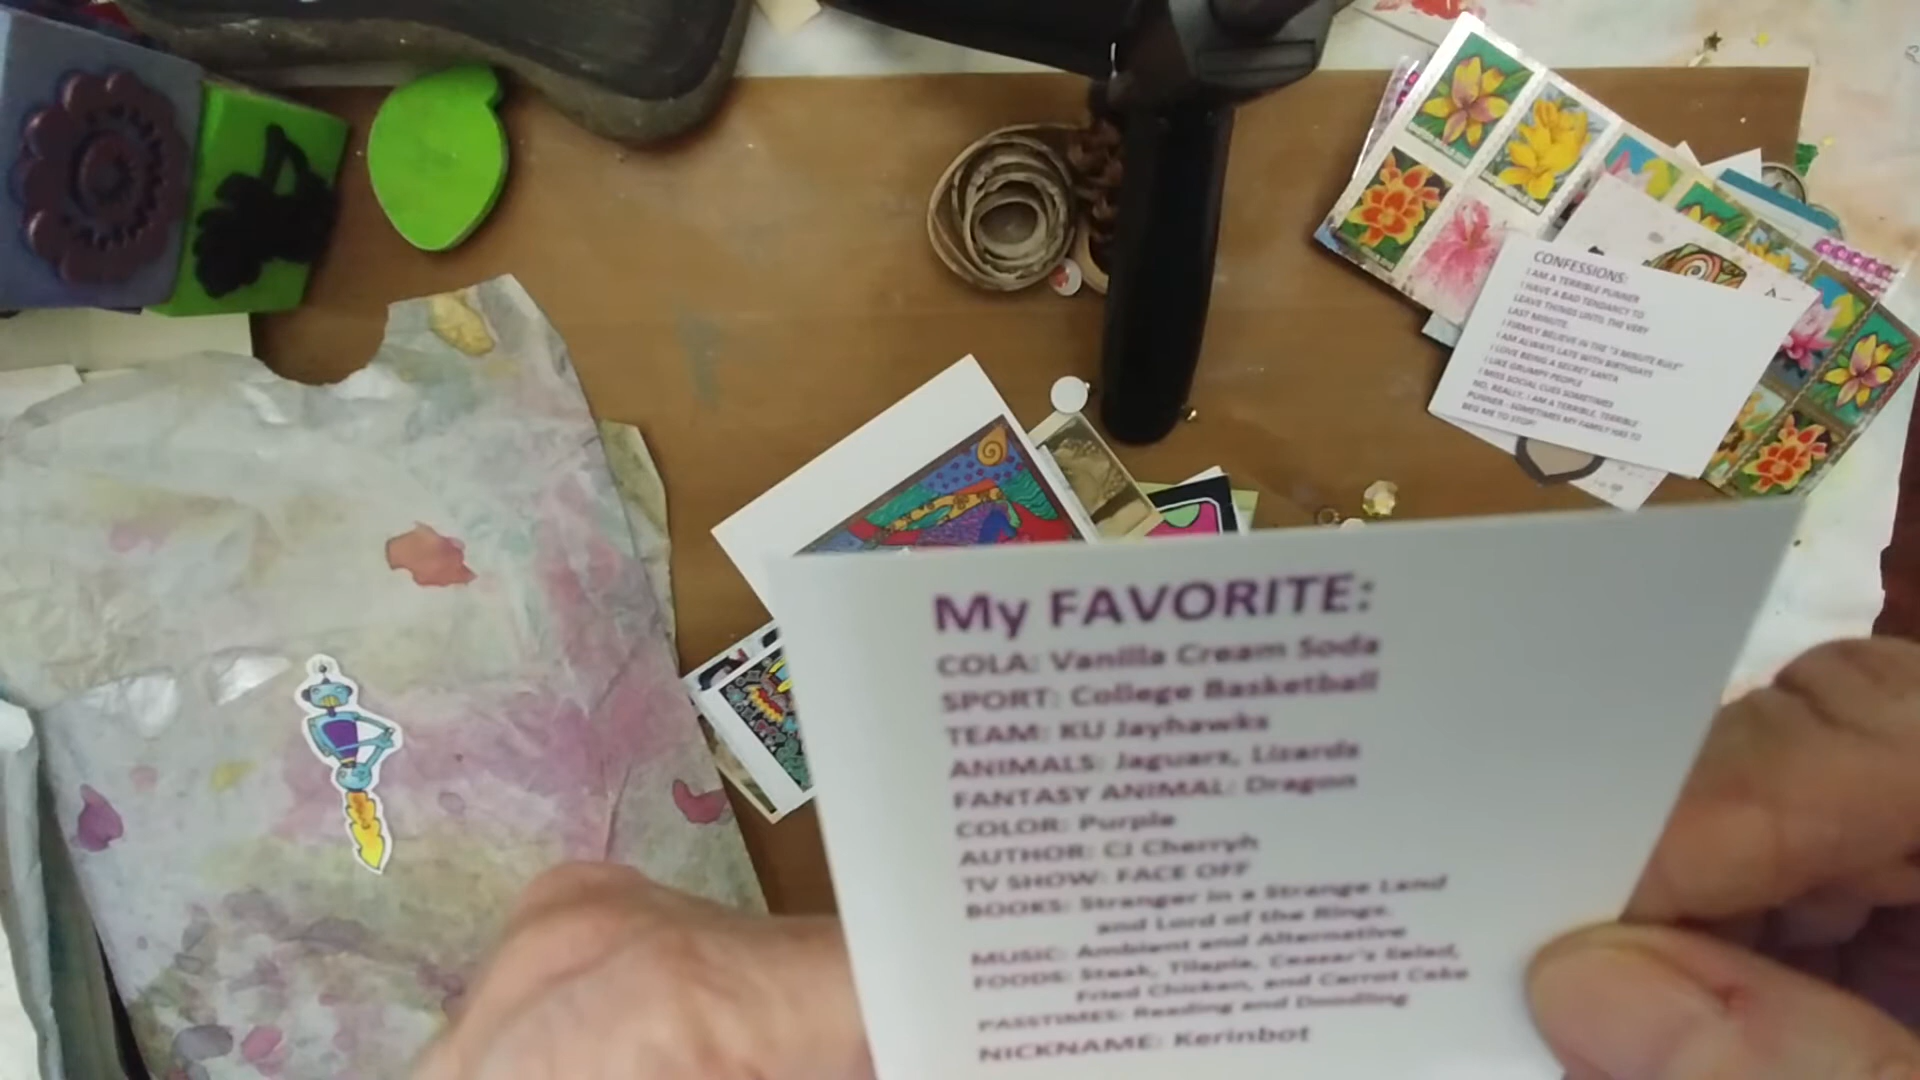 CONFESSIONS:
I AM A TERRIBLE PUNNER
I HAVE A BAD TENDANCY TO
LEAVE THINGS UNTIL THE VERY
LAST MINUTE.
I FIRMLY BELIEVE IN THE "3 MINUTE RULE"
I AM ALWAYS LATE WITH BIRTHDAYS
I LOVE BEING A SECRET SANTA
I LIKE GRUMPY PEOPLE
I MISS SOCIAL CUES SOMETIMES
NO, REALLY, I AM A TERRIBLE, TERRIBLE
PUNNER - SOMETIMES MY FAMILY HAS TO
BEG ME TO STOP!
My FAVORITE:
COLA: Vanilla Cream Soda
SPORT: College Basketball
TEAM: KU Jayhawks
ANIMALS: Jaguars, Lizards
FANTASY ANIMAL: Dragon
COLOR: Purple
AUTHOR: CJ Cherryh
TV SHOW: FACE OFF
BOOKS: Stranger in a Strange Land
and Lord of the Rings.
MUSIC: Ambient and Alternative
FOODS: Steak, Tilapia, Ceasar's Salad,
Fried Chicken, and Carrot Cake
PASSTIMES: Reading and Doodling
NICKNAME: Kerinbot